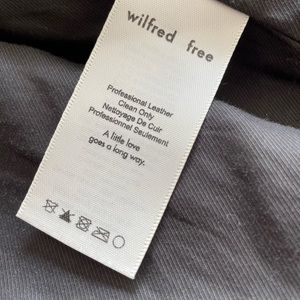 wilfred free
Professional Leather
Clean Only
Nettoyage De Cuir
Professionnel Seulement
A little love
goes a long way.